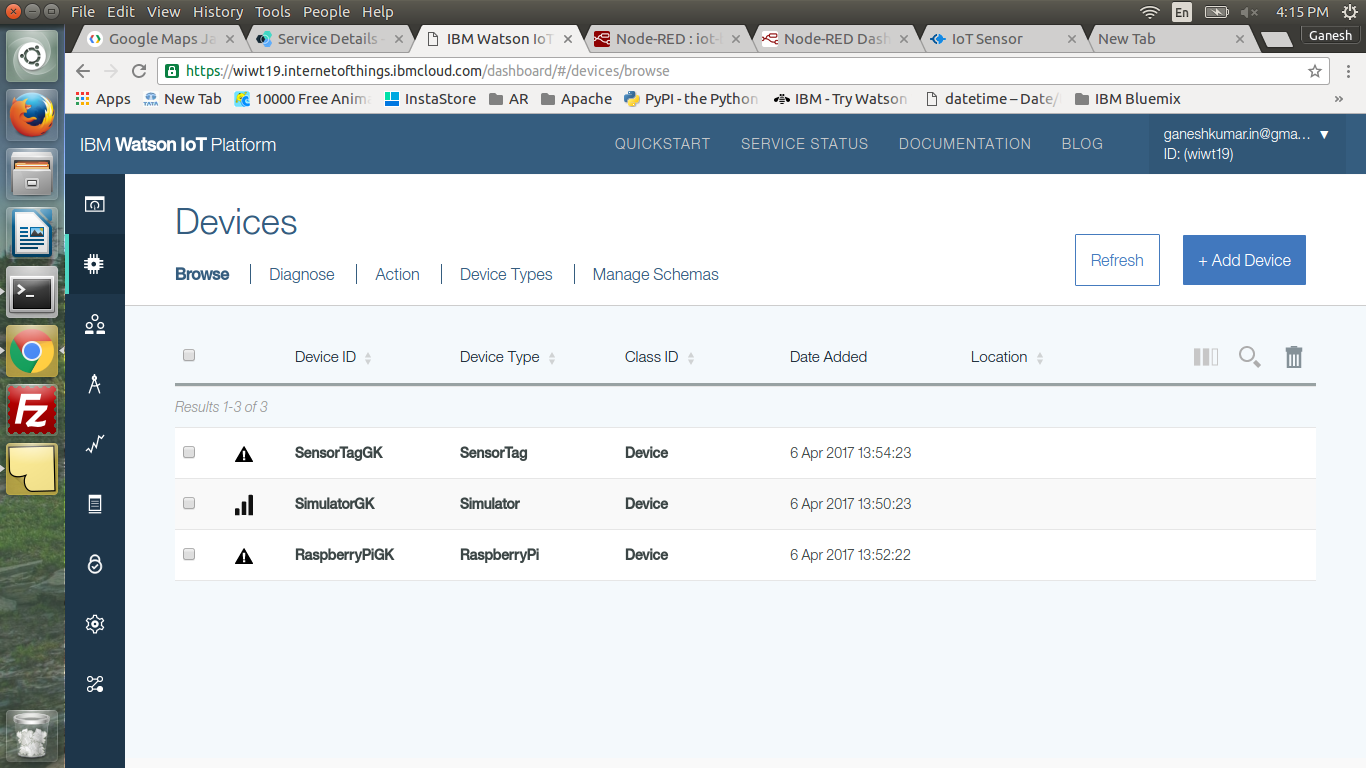 File Edit View History Tools People Help En 4:15 PM
Google Maps Ja Service Details - IBM Watson IoT Node-RED : iot- Node-RED Dash IoT Sensor New Tab Ganesh
https://wiwt19.internetofthings.ibmcloud.com/dashboard/#/devices/browse
Apps TATA New Tab 10000 Free Anima InstaStore AR Apache PyPI - the Python IBM - Try Watson datetime – Date/ IBM Bluemix »
IBM Watson IoT Platform QUICKSTART SERVICE STATUS DOCUMENTATION BLOG ganeshkumar.in@gma... ▼
ID: (wiwt19)
Devices
Browse Diagnose Action Device Types Manage Schemas Refresh + Add Device
Device ID Device Type Class ID Date Added Location
Results 1-3 of 3
SensorTagGK SensorTag Device 6 Apr 2017 13:54:23
SimulatorGK Simulator Device 6 Apr 2017 13:50:23
RaspberryPiGK RaspberryPi Device 6 Apr 2017 13:52:22
Fz